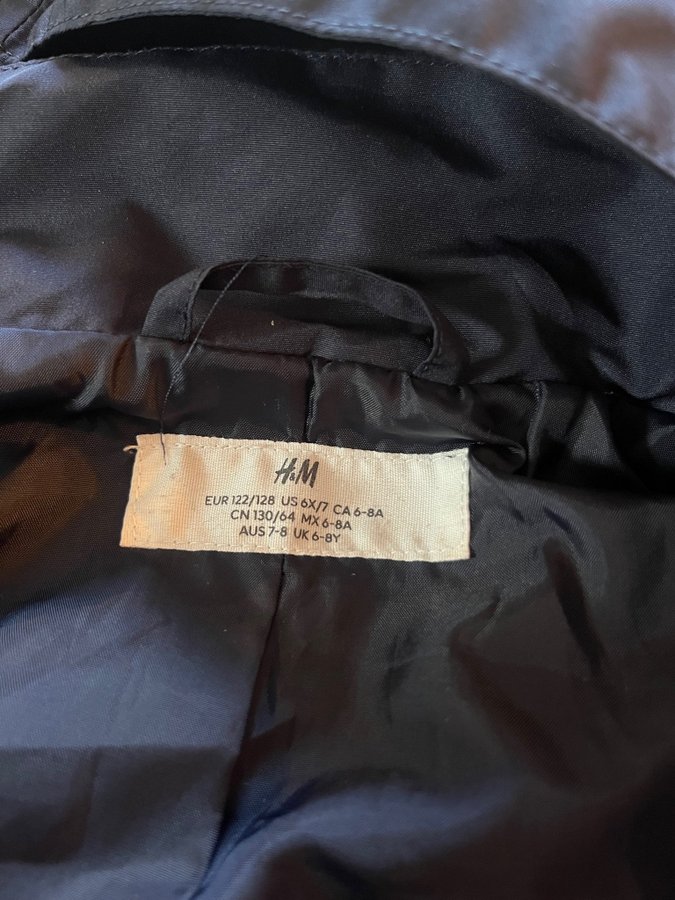 H&M
EUR 122/128 US 6X/7 CA 6-8A
CN 130/64 MX 6-8A
AUS 7-8 UK 6-8Y